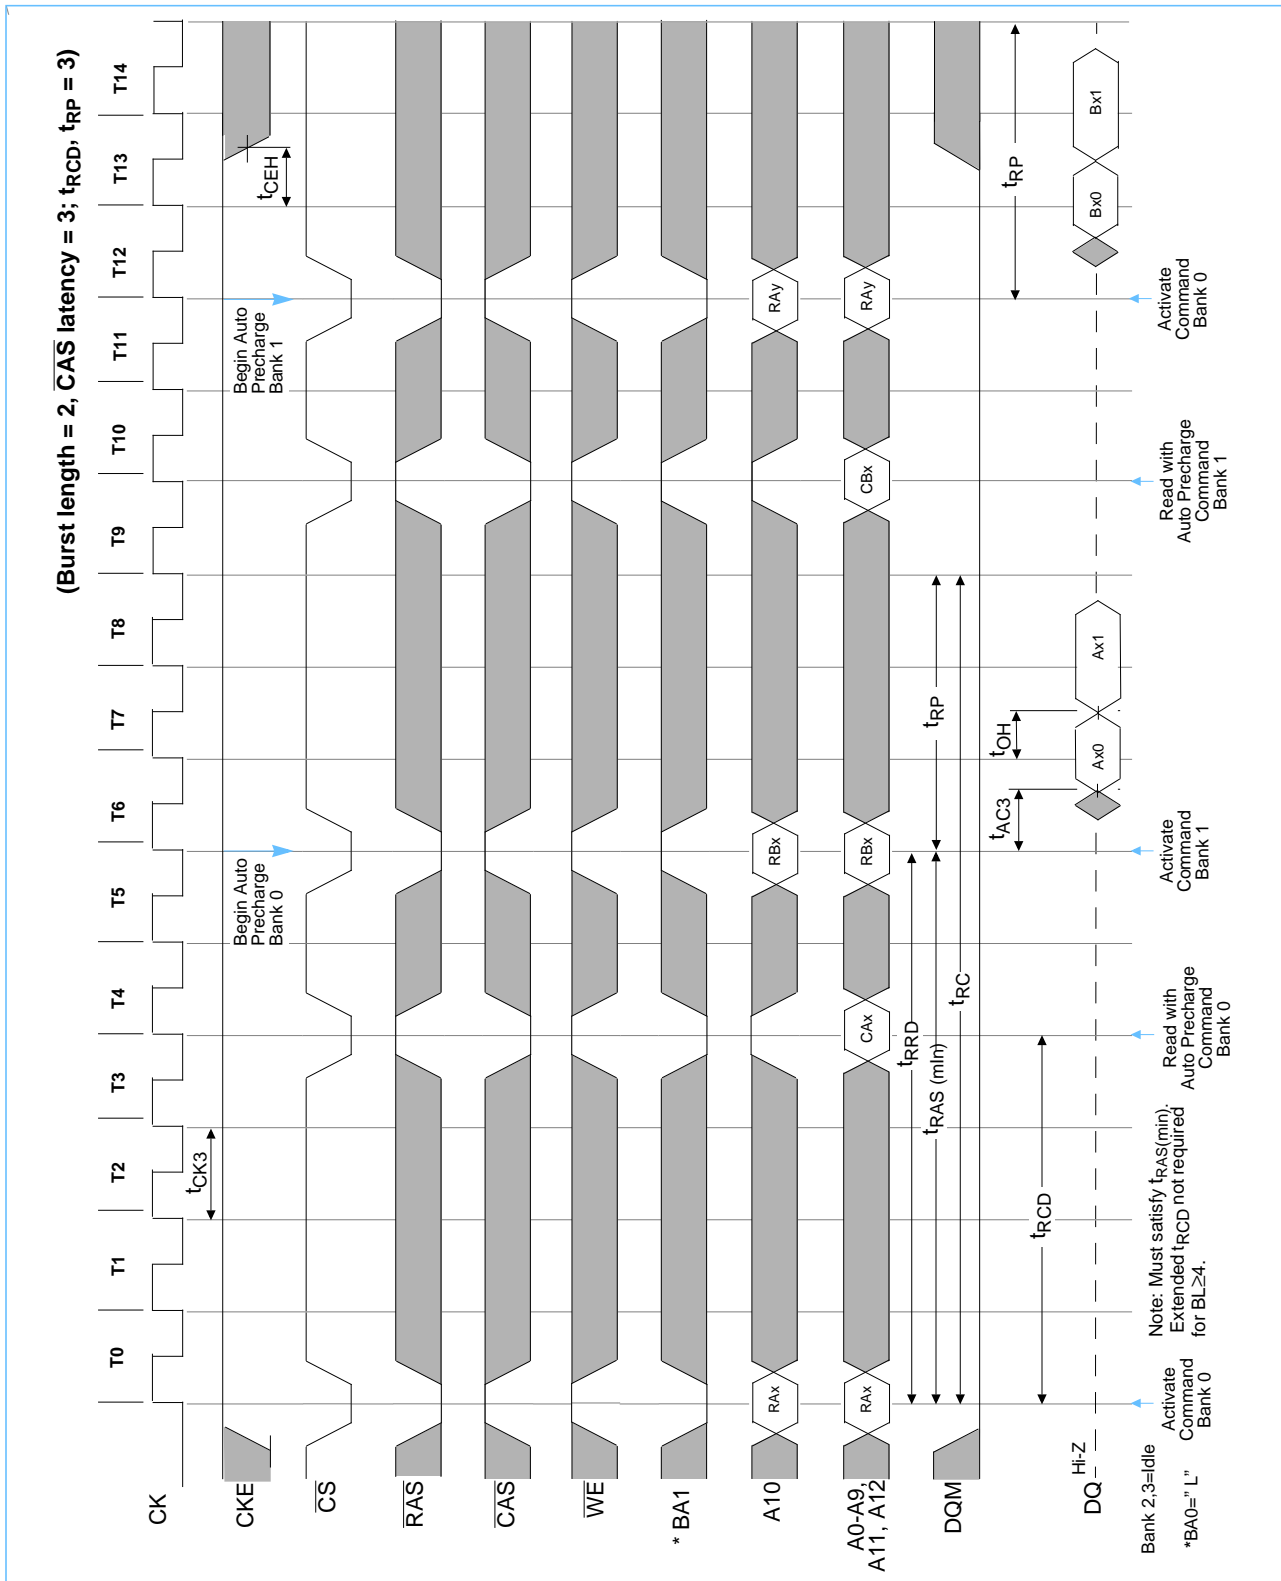 (Burst length = 2, CAS latency = 3; tRCD, tRP = 3)
T0 T1 T2 T3 T4 T5 T6 T7 T8 T9 T10 T11 T12 T13 T14
CK
tCK3
CKE
Begin Auto
Precharge
Bank 0
Begin Auto
Precharge
Bank 1
tCEH
CS
RAS
CAS
WE
* BA1
A10
RAx RBx RAy
A0-A9,
A11, A12
RAx CAx RBx CBx RAy
tRRD
DQM
tRAS (mIn)
tRP
tRC
tRCD
tAC3
tOH
tRP
Hi-Z
DQ
Ax0 Ax1 Bx0 Bx1
Activate
Command
Bank 0
Read with
Auto Precharge
Command
Bank 0
Activate
Command
Bank 1
Read with
Auto Precharge
Command
Bank 1
Activate
Command
Bank 0
Note: Must satisfy tRAS(min).
Extended tRCD not required
for BL≥4.
Bank 2,3=Idle
*BA0=” L”